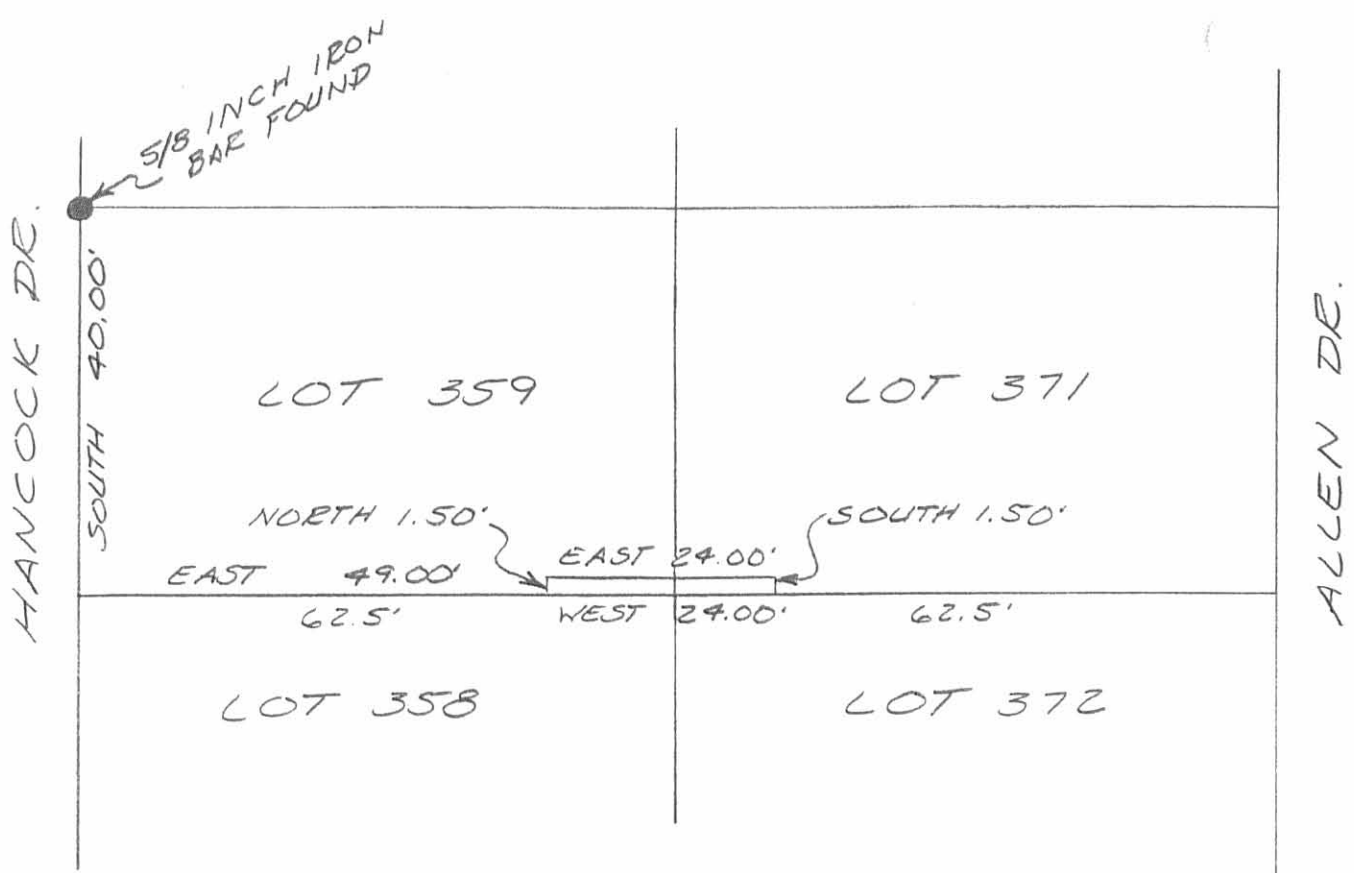 5/8 INCH IRON
BAR FOUND
HANCOCK DR.
SOUTH 40.00'
LOT 359
LOT 371
ALLEN DR.
NORTH 1.50'
SOUTH 1.50'
EAST 24.00'
EAST 49.00'
62.5'
WEST 24.00'
62.5'
LOT 358
LOT 372